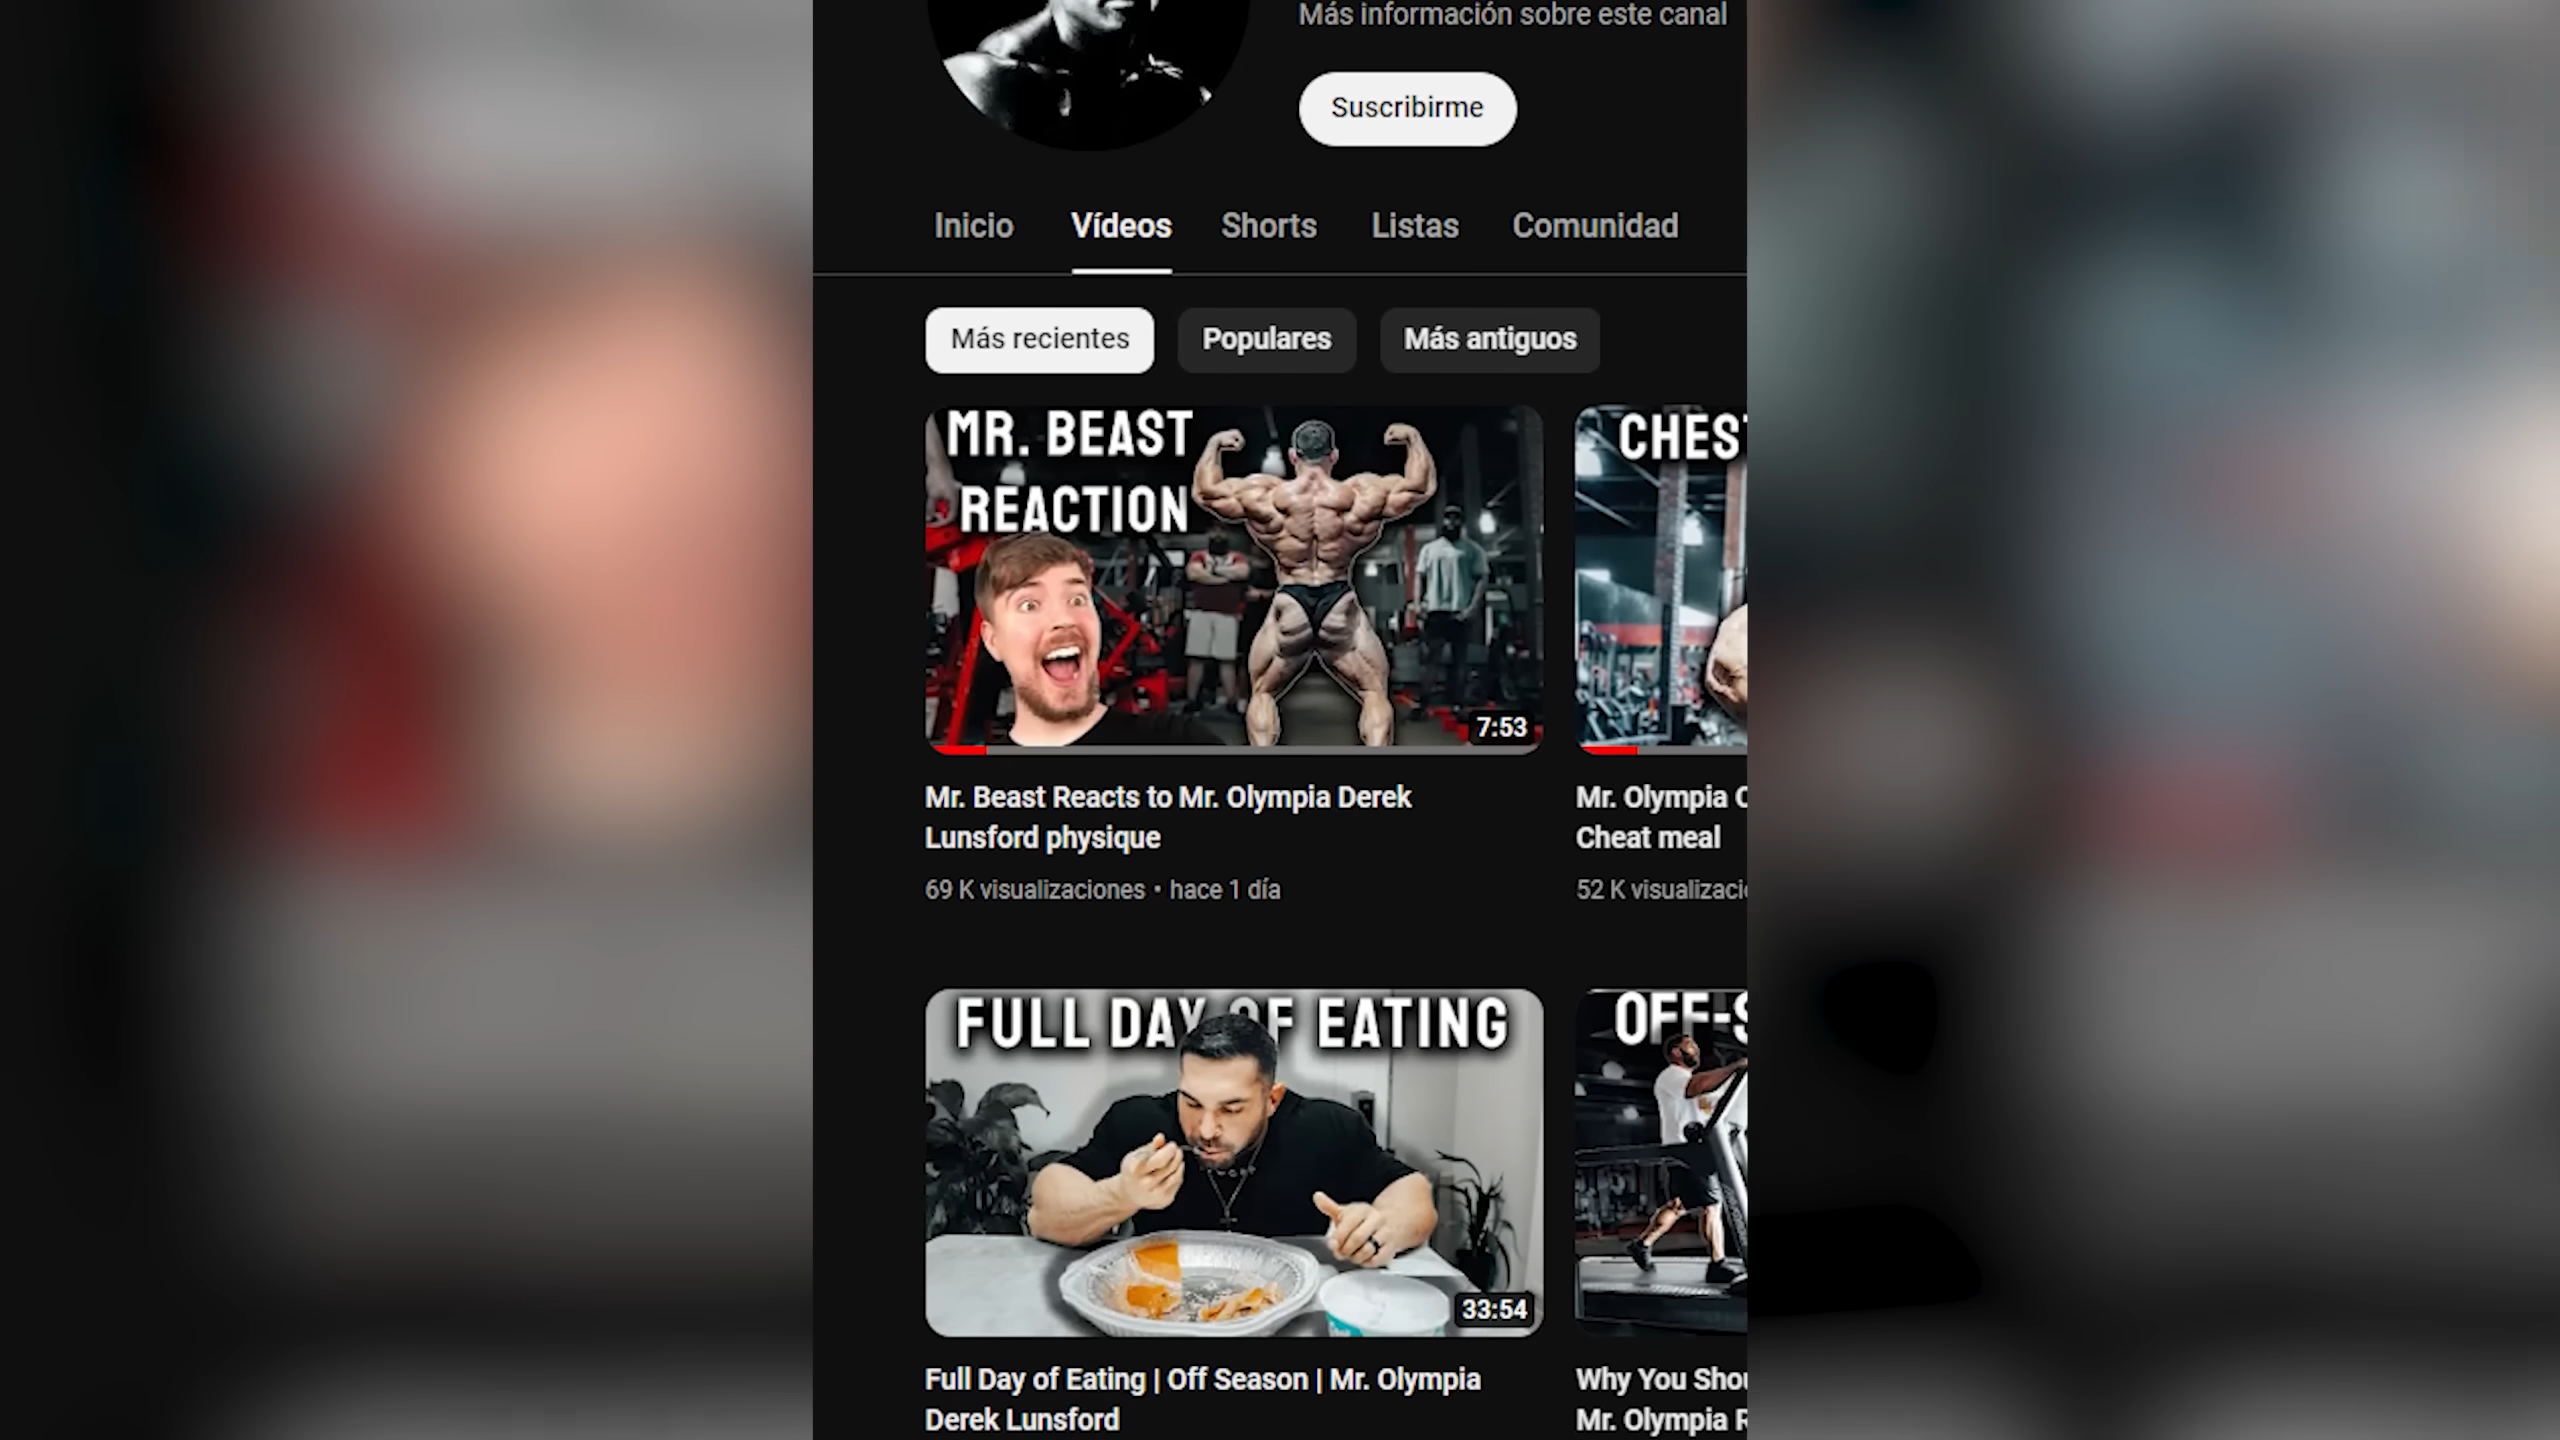 Más información sobre este canal
Suscribirme
Inicio Vídeos Shorts Listas Comunidad
Más recientes Populares Más antiguos
MR. BEAST
REACTION
7:53
Mr. Beast Reacts to Mr. Olympia Derek
Lunsford physique
69 K visualizaciones • hace 1 día
Mr. Olympia
Cheat meal
52 K
FULL DAY OF EATING
33:54
Full Day of Eating | Off Season | Mr. Olympia
Derek Lunsford
Why You
Mr. Olympia